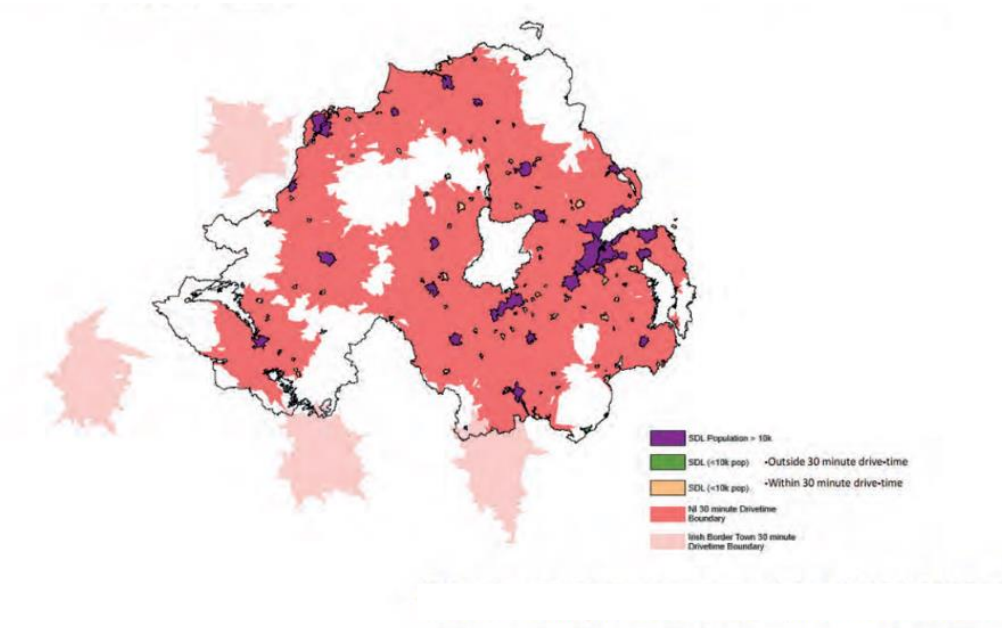 SDL Population > 10k
SDL (<10k pop) •Outside 30 minute drive-time
SDL (<10k pop) •Within 30 minute drive-time
NI 30 minute Drivetime
Boundary
Irish Border Town 30 minute
Drivetime Boundary